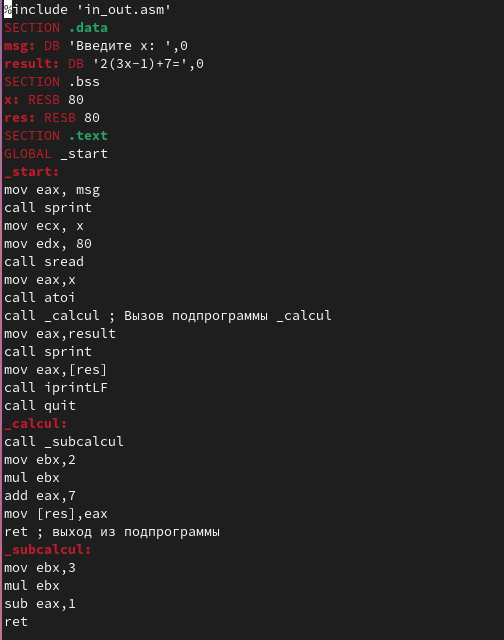 %include 'in_out.asm'
SECTION .data
msg: DB 'Введите x: ',0
result: DB '2(3x-1)+7=',0
SECTION .bss
x: RESB 80
res: RESB 80
SECTION .text
GLOBAL _start
_start:
mov eax, msg
call sprint
mov ecx, x
mov edx, 80
call sread
mov eax,x
call atoi
call _calcul ; Вызов подпрограммы _calcul
mov eax,result
call sprint
mov eax,[res]
call iprintLF
call quit
_calcul:
call _subcalcul
mov ebx,2
mul ebx
add eax,7
mov [res],eax
ret ; выход из подпрограммы
_subcalcul:
mov ebx,3
mul ebx
sub eax,1
ret